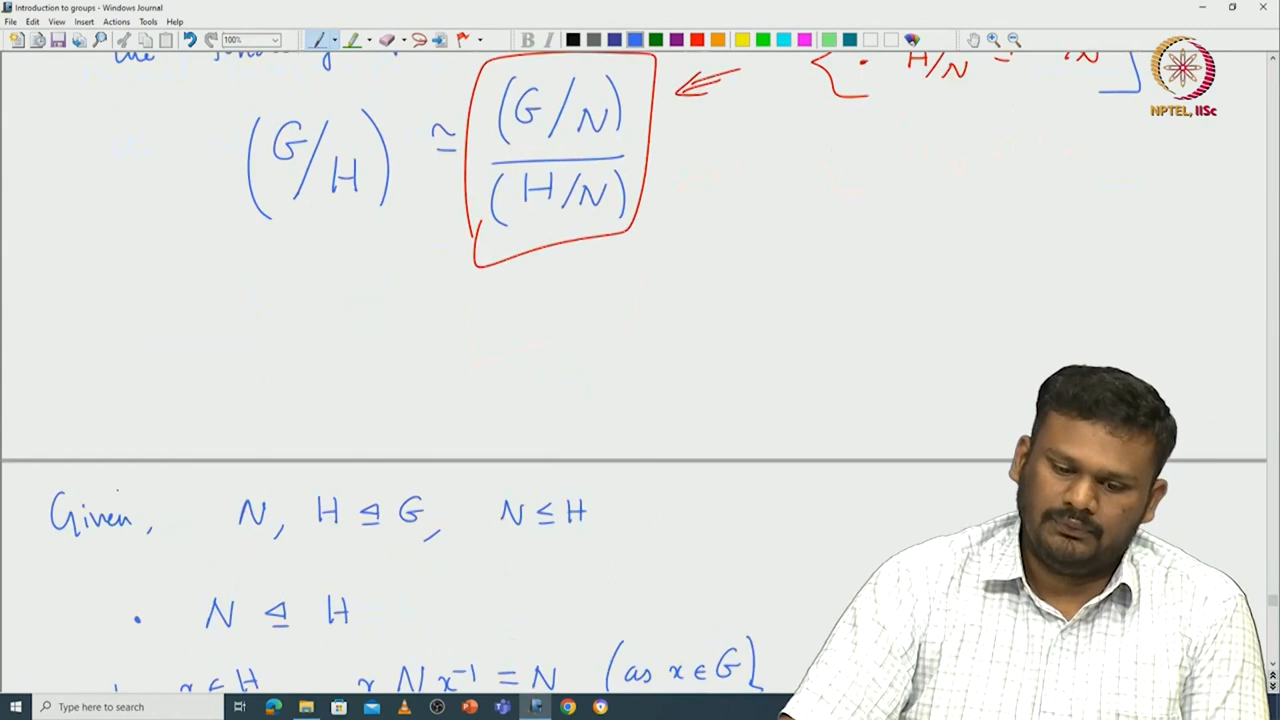 Introduction to groups - Windows Journal
File Edit View Insert Actions Tools Help
100%
B I
NPTEL, IISc
the
H/N
(G/H) ≅ (G/N)
(H/N)
Given, N, H ⊴ G, N ≤ H
• N ⊴ H
x ∈ H x N x⁻¹ = N (as x ∈ G)
Type here to search